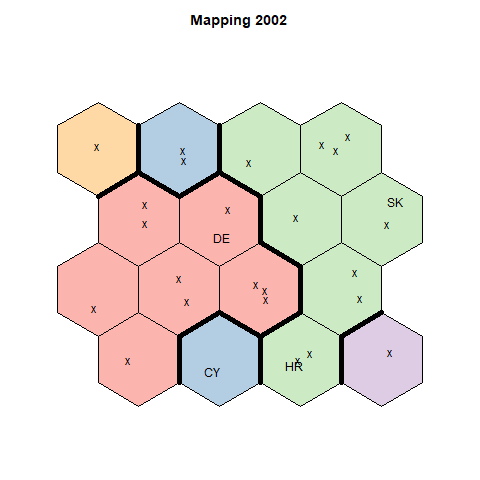 Mapping 2002
x x x x x x
x x
x x x x SK
x
DE
x x x x x x
x x x x
x CY HR x x x